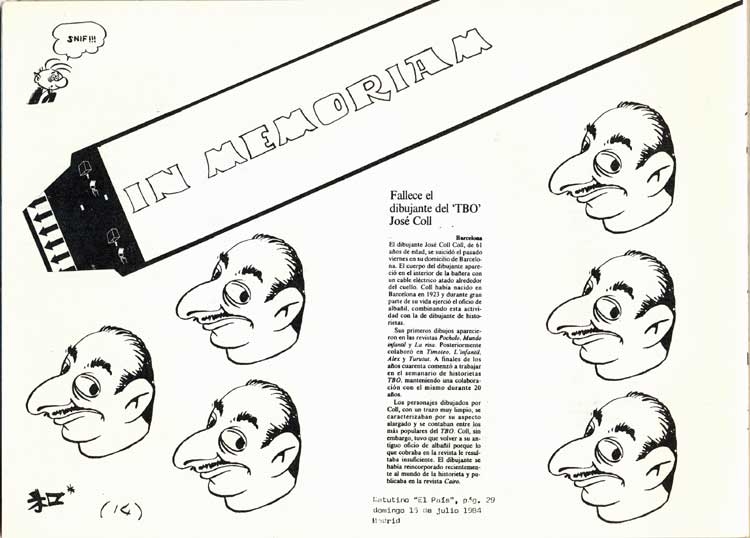 SNIF!!!
IN MEMORIAM
Fallece el
dibujante del 'TBO'
José Coll
Barcelona
El dibujante José Coll Coll, de 61
años de edad, se suicidó el pasado
viernes en su domicilio de Barcelo-
na. El cuerpo del dibujante apare-
ció en el interior de la bañera con
un cable eléctrico atado alrededor
del cuello. Coll había nacido en
Barcelona en 1923 y durante gran
parte de su vida ejerció el oficio de
albañil, combinando esta activi-
dad con la de dibujante de histo-
rietas.
Sus primeros dibujos aparecie-
ron en las revistas Pocholo, Mundo
infantil y La risa. Posteriormente
colaboró en Timoteo, L'infantil,
Alex y Turutut. A finales de los
años cuarenta comenzó a trabajar
en el semanario de historietas
TBO, manteniendo una colabora-
ción con el mismo durante 20
años.
Los personajes dibujados por
Coll, con un trazo muy limpio, se
caracterizaban por su aspecto
alargado y se contaban entre los
más populares del TBO. Coll, sin
embargo, tuvo que volver a su an-
tiguo oficio de albañil porque lo
que cobraba en la revista le resul-
taba insuficiente. El dibujante se
había reincorporado recientemen-
te al mundo de la historieta y pu-
blicaba en la revista Cairo.
Matutino "El País", pág. 29
domingo 15 de julio 1984
Madrid
(14)